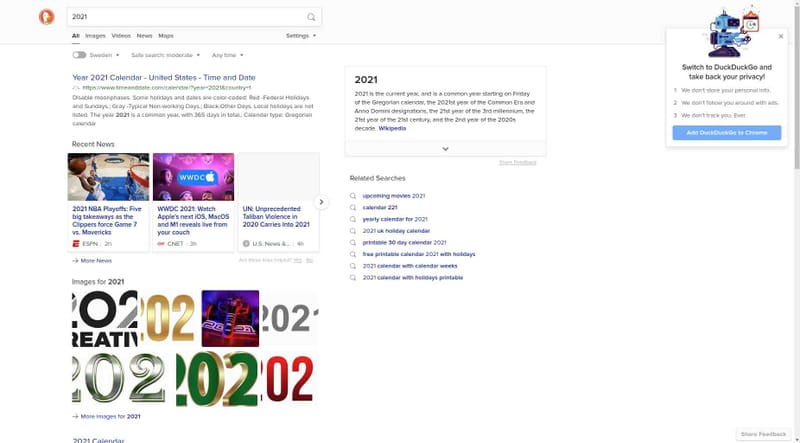 2021
All Images Videos News Maps Settings
Sweden Safe search: moderate Any time
Year 2021 Calendar - United States - Time and Date
https://www.timeanddate.com/calendar/?year=2021&country=1
Disable moonphases. Some holidays and dates are color-coded: Red -Federal Holidays
and Sundays.; Gray -Typical Non-working Days.; Black-Other Days. Local holidays are not
listed. The year 2021 is a common year, with 365 days in total.; Calendar type: Gregorian
calendar
Recent News
2021 NBA Playoffs: Five
big takeaways as the
Clippers force Game 7
vs. Mavericks
ESPN 2h
WWDC
WWDC 2021: Watch
Apple's next iOS, MacOS
and M1 reveals live from
your couch
CNET 3h
UN: Unprecedented
Taliban Violence in
2020 Carries Into 2021
U.S. News &... 4h
More News
Are these links helpful? Yes No
Images for 2021
202
CREATIVE
202
2021
2021
202
2021
202
More Images for 2021
2021 Calendar
2021
2021 is the current year, and is a common year starting on Friday
of the Gregorian calendar, the 2021st year of the Common Era and
Anno Domini designations, the 21st year of the 3rd millennium, the
21st year of the 21st century, and the 2nd year of the 2020s
decade. Wikipedia
Share Feedback
Related Searches
upcoming movies 2021
calendar 221
yearly calendar for 2021
2021 uk holiday calendar
printable 30 day calendar 2021
free printable calendar 2021 with holidays
2021 calendar with calendar weeks
2021 calendar with holidays printable
Switch to DuckDuckGo and
take back your privacy!
1 We don't store your personal info.
2 We don't follow you around with ads.
3 We don't track you. Ever.
Add DuckDuckGo to Chrome
Share Feedback